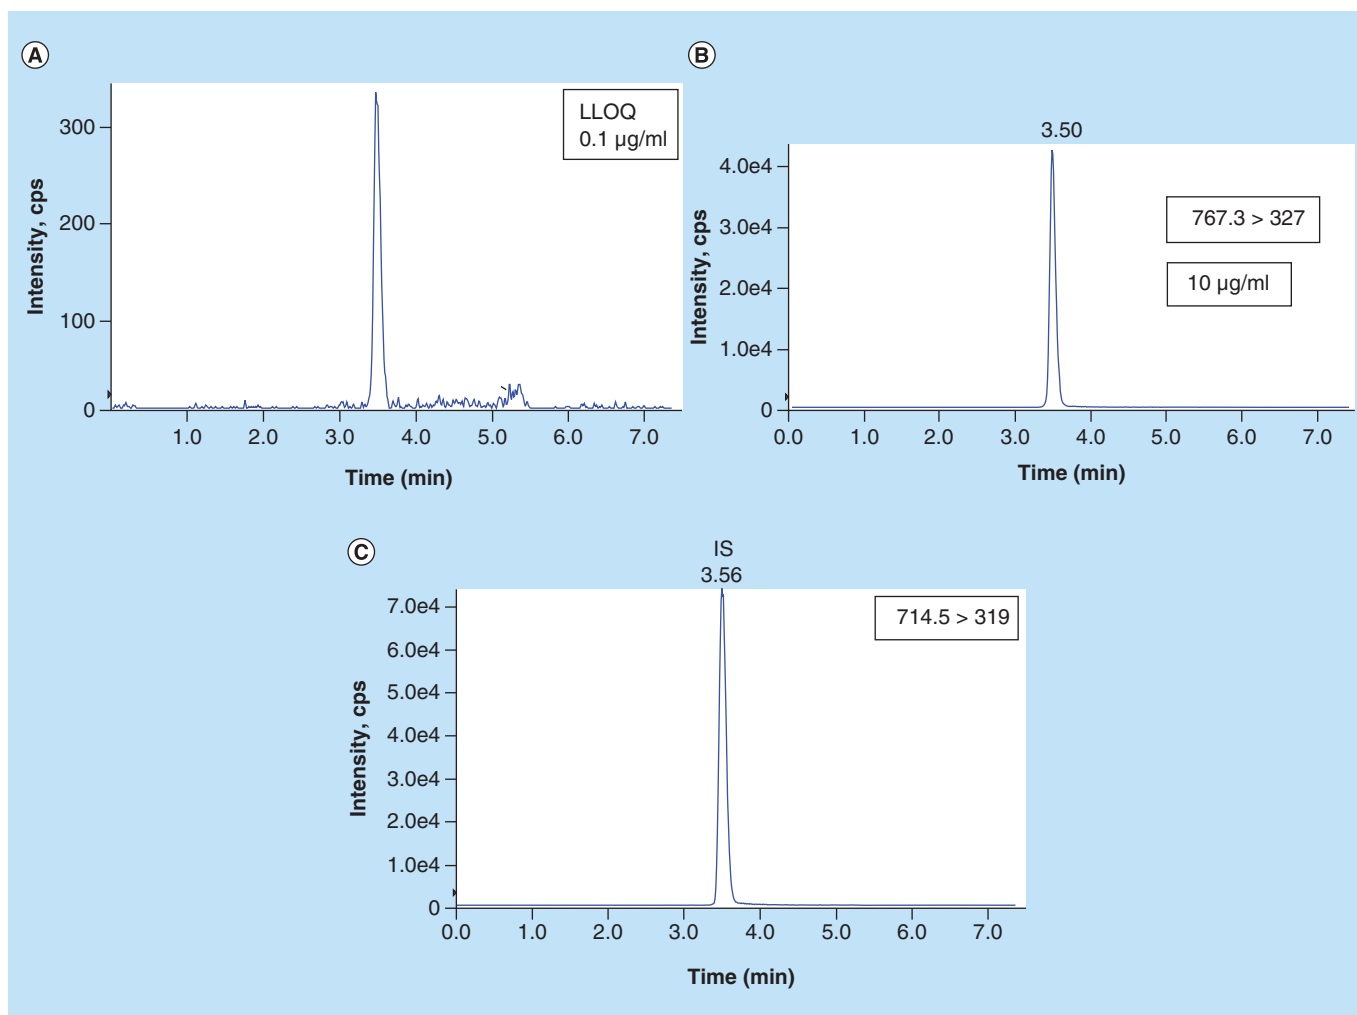 A
300
200
100
0
Intensity, cps
LLOQ
0.1 µg/ml
1.0 2.0 3.0 4.0 5.0 6.0 7.0
Time (min)
B
3.50
4.0e4
3.0e4
2.0e4
1.0e4
0
Intensity, cps
767.3 > 327
10 µg/ml
0.0 1.0 2.0 3.0 4.0 5.0 6.0 7.0
Time (min)
C
IS
3.56
7.0e4
6.0e4
5.0e4
4.0e4
3.0e4
2.0e4
1.0e4
0
Intensity, cps
714.5 > 319
0.0 1.0 2.0 3.0 4.0 5.0 6.0 7.0
Time (min)